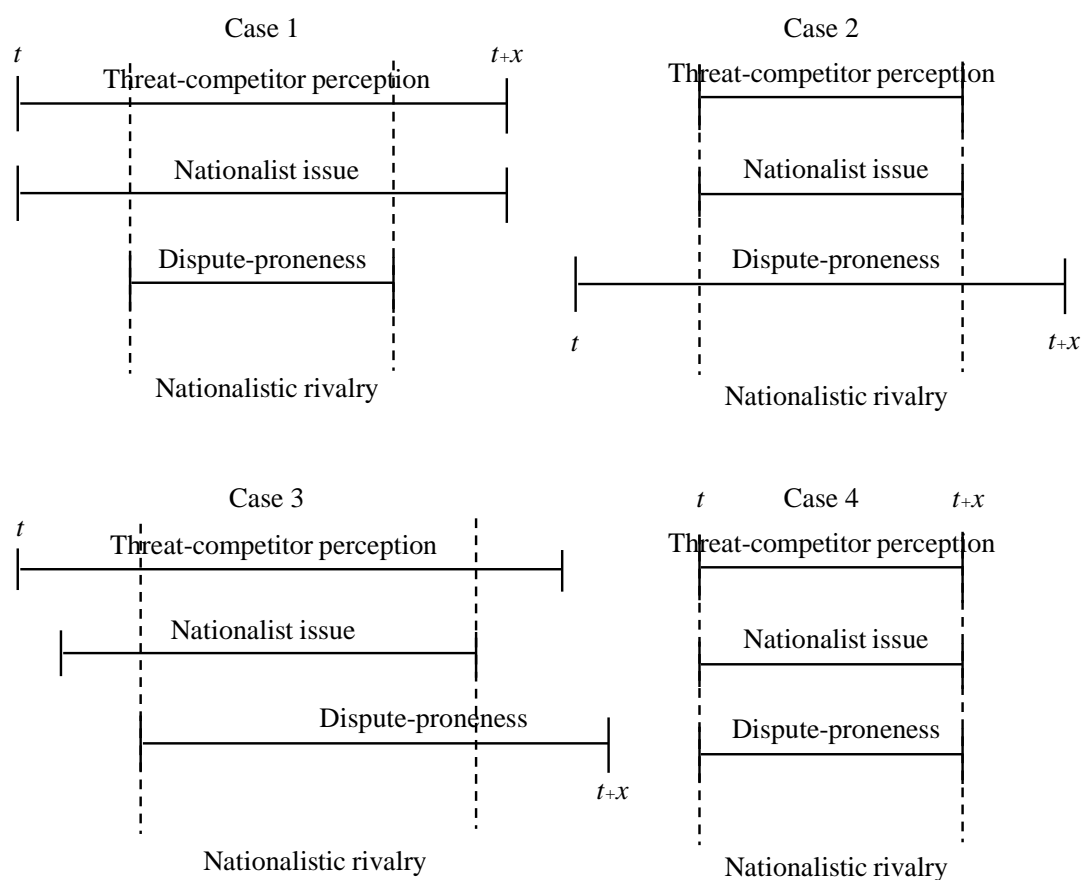 Case 1
t
t+x
Threat-competitor perception
Nationalist issue
Dispute-proneness
Nationalistic rivalry
Case 2
Threat-competitor perception
Nationalist issue
Dispute-proneness
t
t+x
Nationalistic rivalry
Case 3
t
Threat-competitor perception
Nationalist issue
Dispute-proneness
t+x
Nationalistic rivalry
t
Case 4
t+x
Threat-competitor perception
Nationalist issue
Dispute-proneness
Nationalistic rivalry